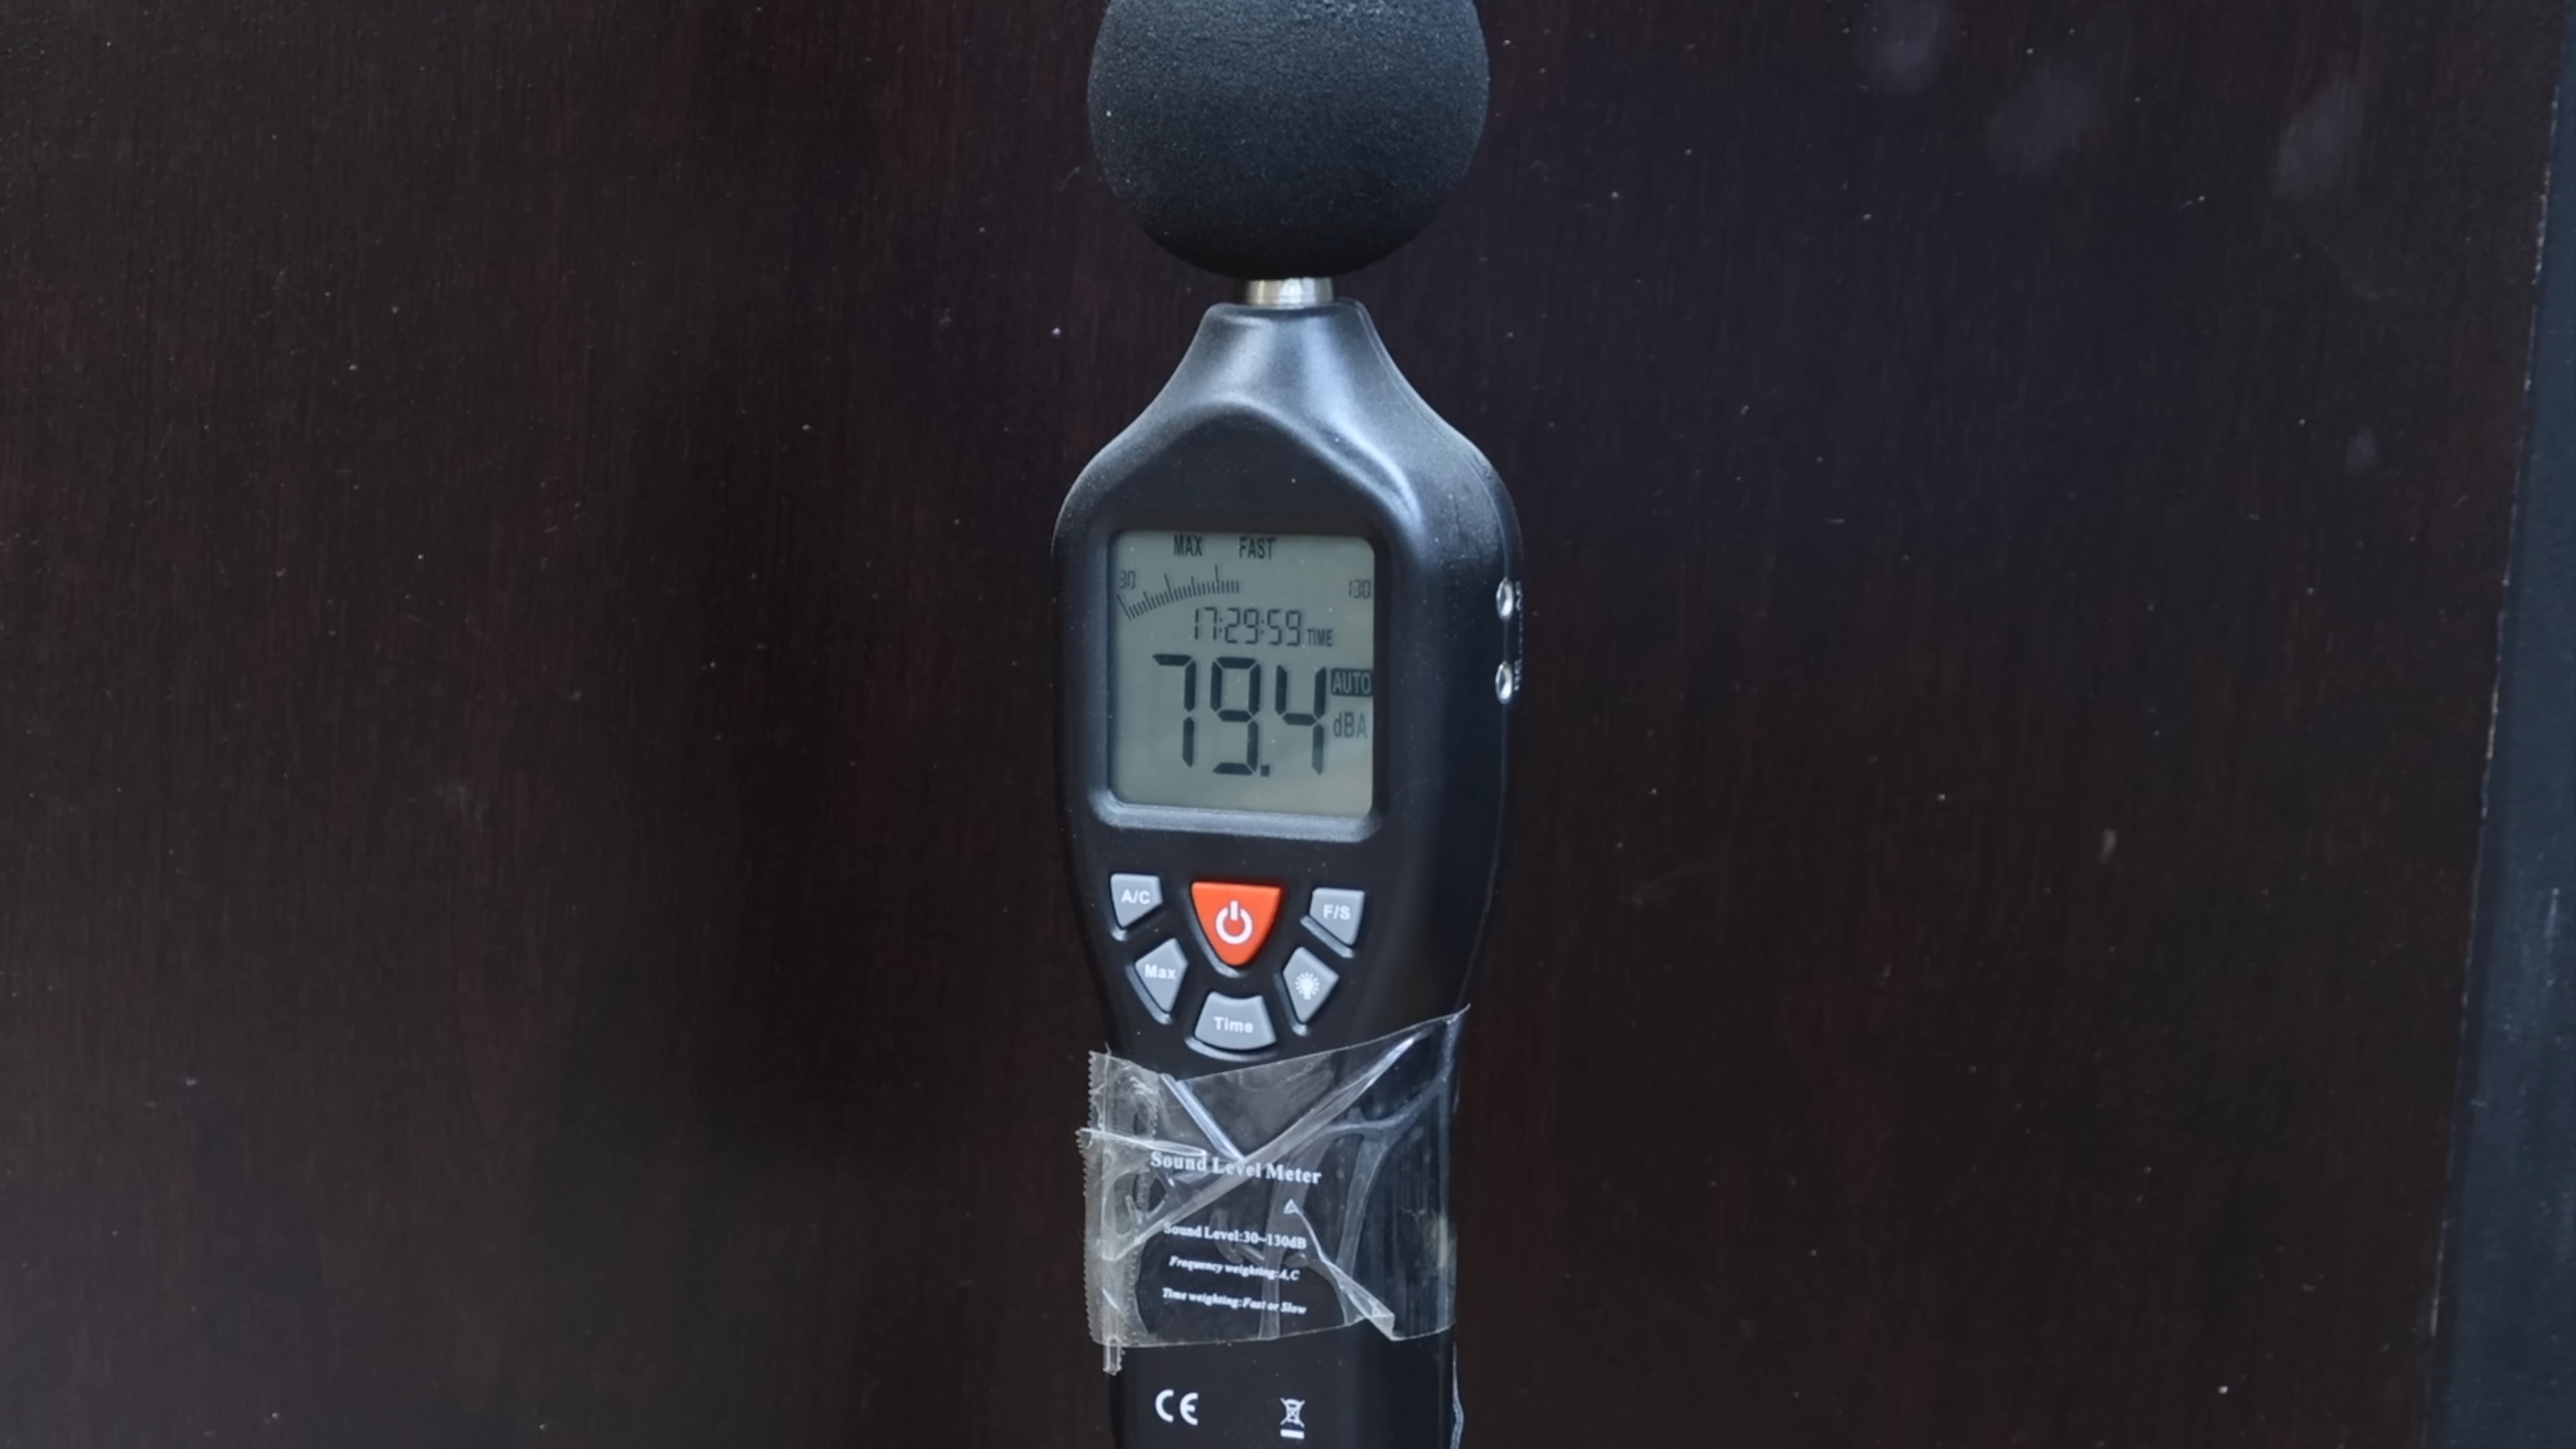 MAX FAST
30 130
17:29:59 TIME
79.4 AUTO
dBA
A/C F/S
Max
Time
Sound Level Meter
Sound Level:30~130dB
Frequency weighting:A,C
Time weighting:Fast or Slow
CE